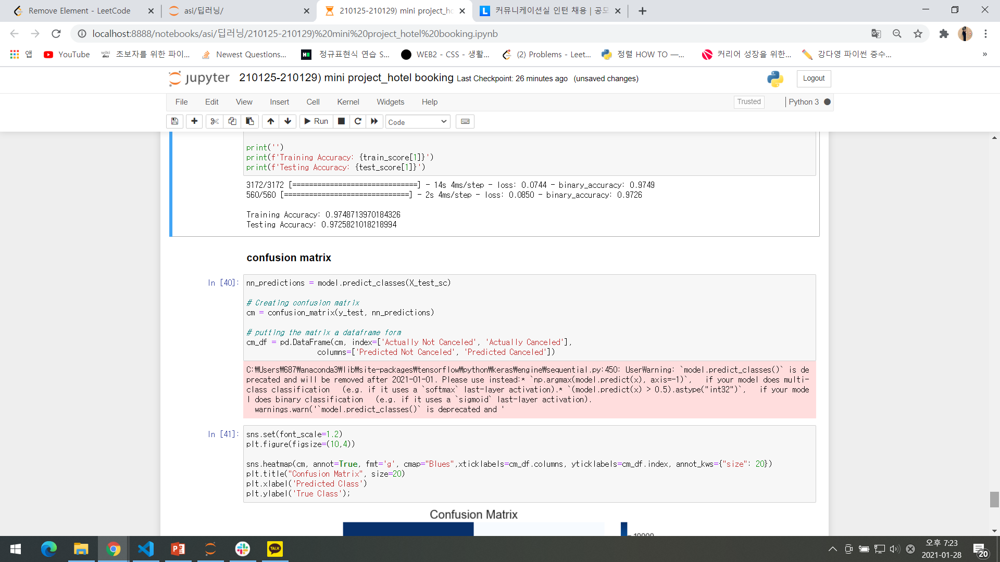 Remove Element - LeetCode
asi/딥러닝/
210125-210129) mini project_ho
커뮤니케이션실 인턴 채용 | 공모
localhost:8888/notebooks/asi/딥러닝/210125-210129)%20mini%20project_hotel%20booking.ipynb
앱
YouTube
wiki docs
초보자를 위한 파이...
Newest Questions...
정규표현식 연습 S...
WEB2 - CSS - 생활...
(2) Problems - Leet...
정렬 HOW TO —...
커리어 성장을 위한...
강다영 파이썬 중수...
»
jupyter
210125-210129) mini project_hotel booking Last Checkpoint: 26 minutes ago (unsaved changes)
Logout
File Edit View Insert Cell Kernel Widgets Help
Trusted
Python 3
Run
Code
print('')
print(f'Training Accuracy: {train_score[1]}')
print(f'Testing Accuracy: {test_score[1]}')
3172/3172 [==============================] - 14s 4ms/step - loss: 0.0744 - binary_accuracy: 0.9749
560/560 [==============================] - 2s 4ms/step - loss: 0.0850 - binary_accuracy: 0.9726
Training Accuracy: 0.9748713970184326
Testing Accuracy: 0.9725821018218994
confusion matrix
In [40]:
nn_predictions = model.predict_classes(X_test_sc)
# Creating confusion matrix
cm = confusion_matrix(y_test, nn_predictions)
# putting the matrix a dataframe form
cm_df = pd.DataFrame(cm, index=['Actually Not Canceled', 'Actually Canceled'],
columns=['Predicted Not Canceled', 'Predicted Canceled'])
C:₩Users₩687₩anaconda3₩lib₩site-packages₩tensorflow₩python₩keras₩engine₩sequential.py:450: UserWarning: `model.predict_classes()` is de
precated and will be removed after 2021-01-01. Please use instead:* `np.argmax(model.predict(x), axis=-1)`,   if your model does multi-
class classification   (e.g. if it uses a `softmax` last-layer activation).* `(model.predict(x) > 0.5).astype("int32")`,   if your mode
l does binary classification   (e.g. if it uses a `sigmoid` last-layer activation).
warnings.warn('`model.predict_classes()` is deprecated and '
In [41]:
sns.set(font_scale=1.2)
plt.figure(figsize=(10,4))
sns.heatmap(cm, annot=True, fmt='g', cmap="Blues",xticklabels=cm_df.columns, yticklabels=cm_df.index, annot_kws={"size": 20})
plt.title("Confusion Matrix", size=20)
plt.xlabel('Predicted Class')
plt.ylabel('True Class');
Confusion Matrix
10000
TALK
오후 7:23
2021-01-28
20